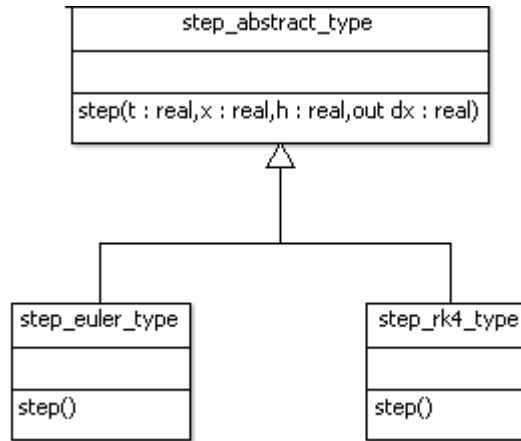 step_abstract_type
step(t : real,x : real,h : real,out dx : real)
step_euler_type
step_rk4_type
step()
step()